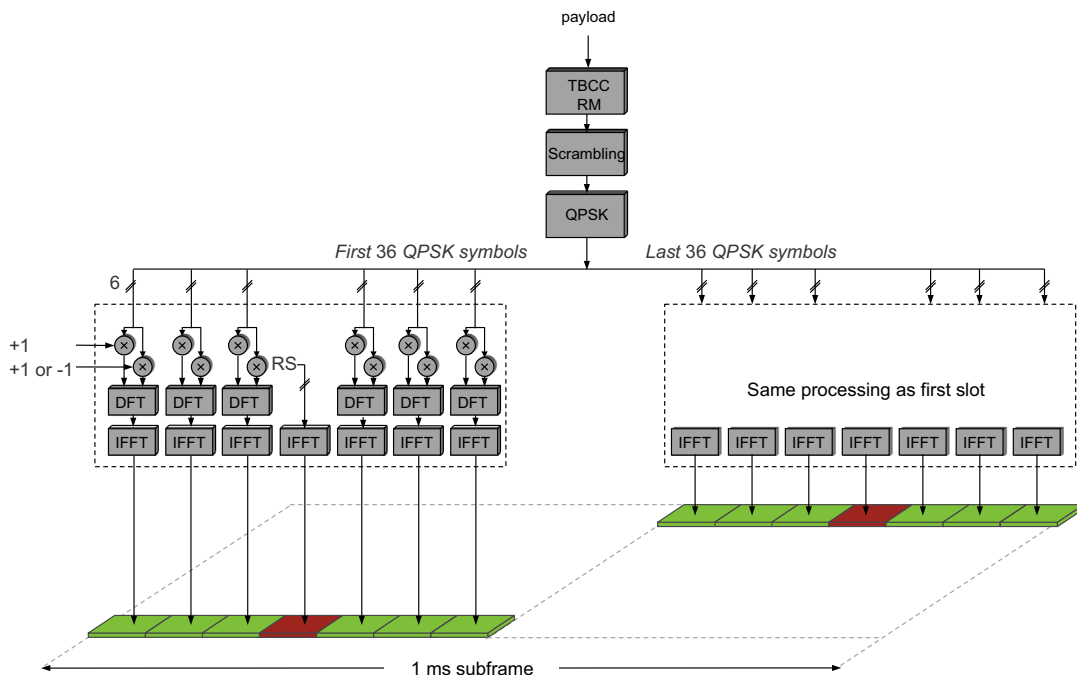 payload
TBCC
RM
Scrambling
QPSK
First 36 QPSK symbols
Last 36 QPSK symbols
6
+1
+1 or -1
RS
DFT DFT DFT DFT DFT DFT
IFFT IFFT IFFT IFFT IFFT IFFT IFFT
Same processing as first slot
IFFT IFFT IFFT IFFT IFFT IFFT IFFT
1 ms subframe